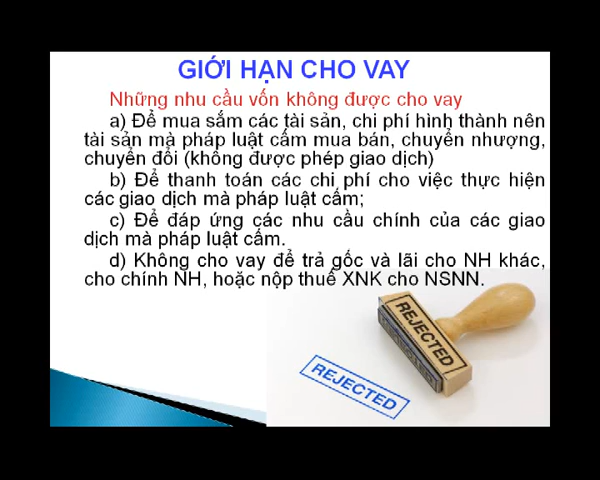 GIỚI HẠN CHO VAY
Những nhu cầu vốn không được cho vay
a) Để mua sắm các tài sản, chi phí hình thành nên
tài sản mà pháp luật cấm mua bán, chuyển nhượng,
chuyển đổi (không được phép giao dịch)
b) Để thanh toán các chi phí cho việc thực hiện
các giao dịch mà pháp luật cấm;
c) Để đáp ứng các nhu cầu chính của các giao
dịch mà pháp luật cấm.
d) Không cho vay để trả gốc và lãi cho NH khác,
cho chính NH, hoặc nộp thuế XNK cho NSNN.
REJECTED
REJECTED